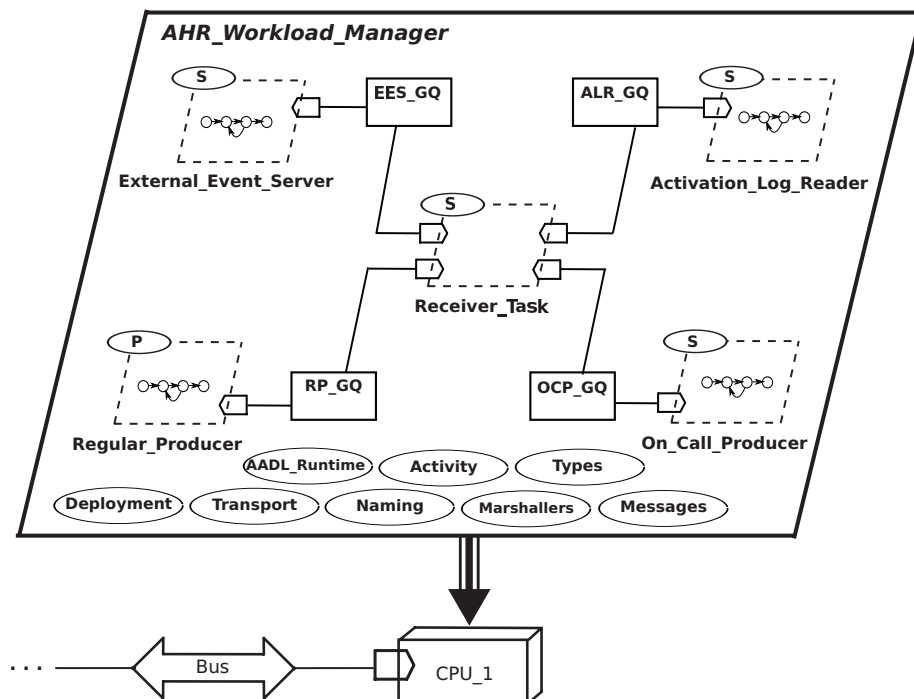 AHR_Workload_Manager
S
EES_GQ
ALR_GQ
S
External_Event_Server
Activation_Log_Reader
S
Receiver_Task
P
RP_GQ
OCP_GQ
S
Regular_Producer
On_Call_Producer
AADL_Runtime
Activity
Types
Deployment
Transport
Naming
Marshallers
Messages
...
Bus
CPU_1